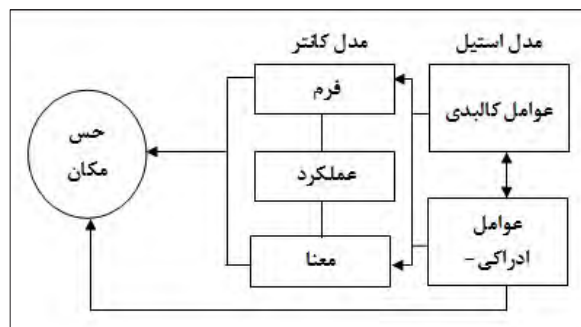 مدل استیل
مدل کانتر
عوامل کالبدی
فرم
حس
مکان
عملکرد
عوامل
ادراکی -
معنا